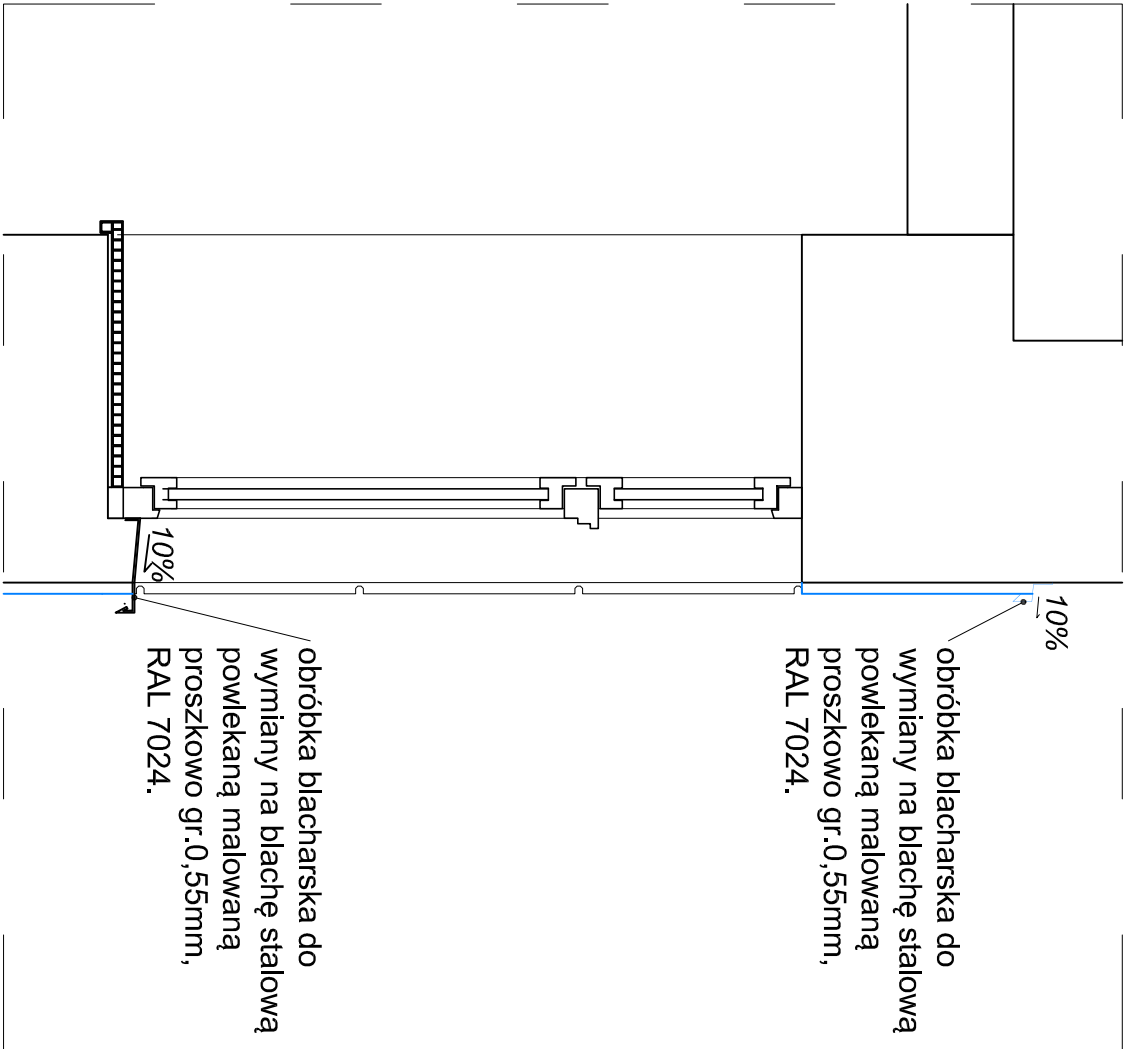 10%
obróbka blacharska do
wymiany na blachę stalową
powlekaną malowaną
proszkowo gr.0,55mm,
RAL 7024.
10%
obróbka blacharska do
wymiany na blachę stalową
powlekaną malowaną
proszkowo gr.0,55mm,
RAL 7024.